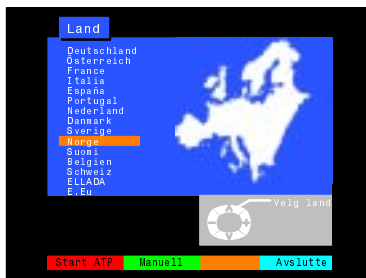 Land
Deutschland
Österreich
France
Italia
España
Portugal
Nederland
Danmark
Sverige
Norge
Suomi
Belgien
Schweiz
ELLADA
E.Eu
Velg land
Start ATP Manuell Avslutte